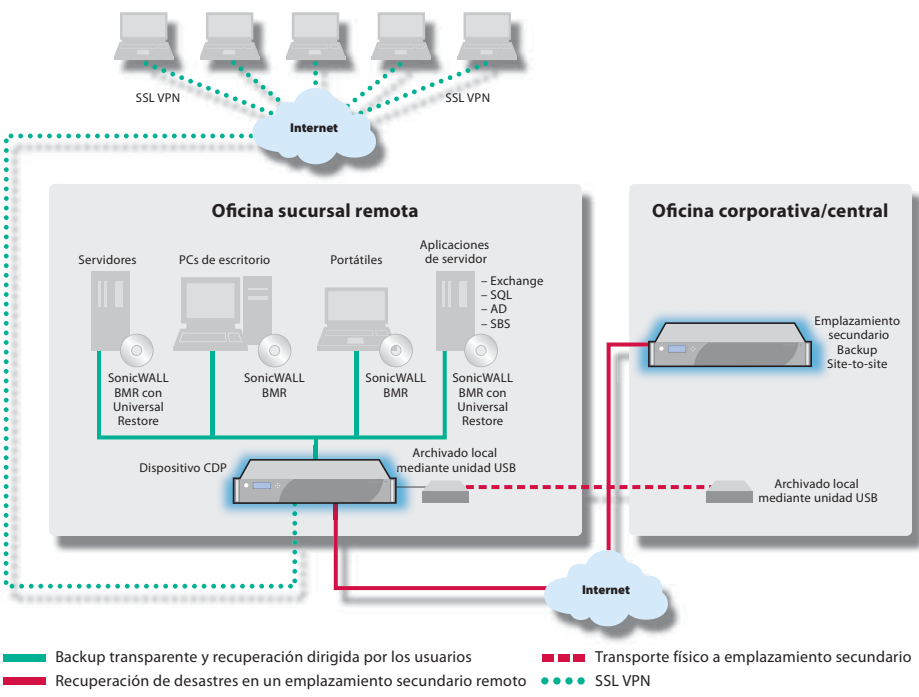 SSL VPN
SSL VPN
Internet
Oficina sucursal remota
Oficina corporativa/central
Servidores
PCs de escritorio
Portátiles
Aplicaciones
de servidor
– Exchange
– SQL
– AD
– SBS
SonicWALL
BMR con
Universal
Restore
SonicWALL
BMR
SonicWALL
BMR
SonicWALL
BMR con
Universal
Restore
Emplazamiento
secundario
Backup
Site-to-site
Dispositivo CDP
Archivado local
mediante unidad USB
Archivado local
mediante unidad USB
Internet
Backup transparente y recuperación dirigida por los usuarios
Transporte físico a emplazamiento secundario
Recuperación de desastres en un emplazamiento secundario remoto
SSL VPN